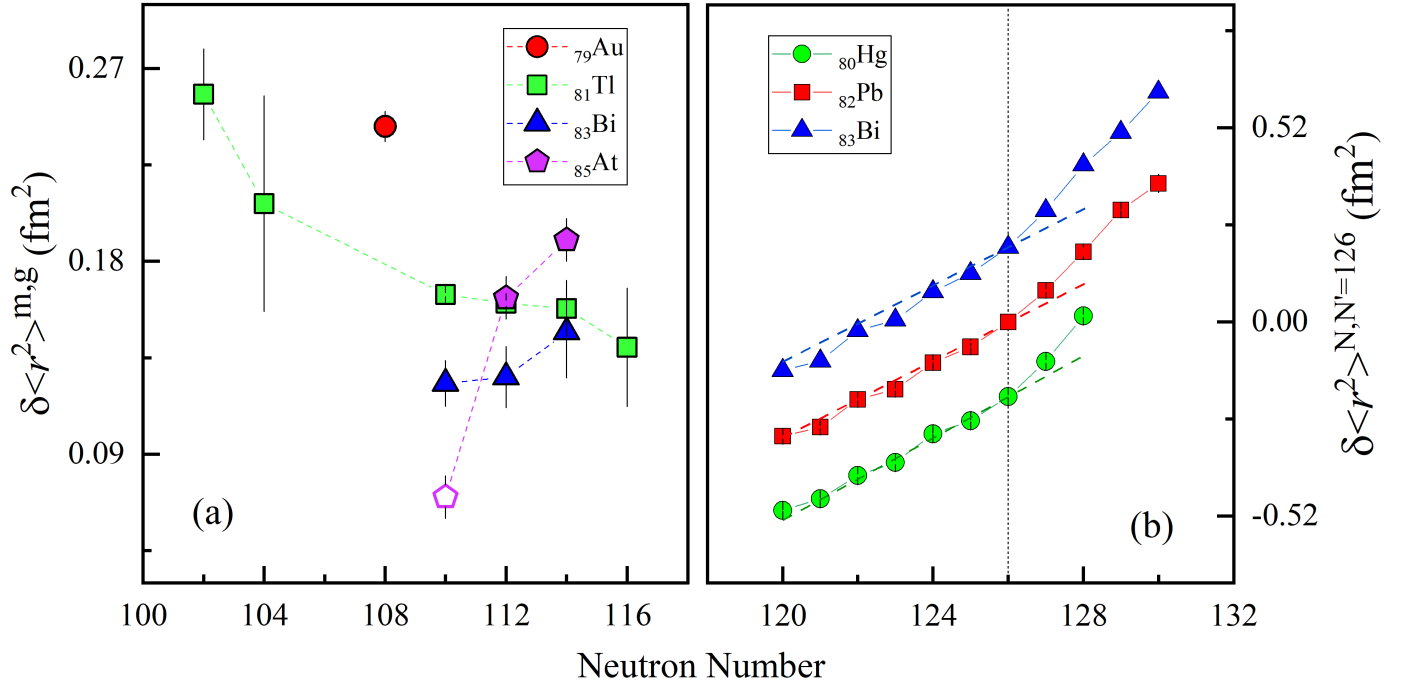 δ<r²>ᵐ,ᵍ (fm²)
0.27
0.18
0.09
₇₉Au
₈₁Tl
₈₃Bi
₈₅At
(a)
100 104 108 112 116
₈₀Hg
₈₂Pb
₈₃Bi
(b)
120 124 128 132
0.52
0.00
-0.52
δ<r²>ᴺ,ᴺ'⁼¹²⁶ (fm²)
Neutron Number